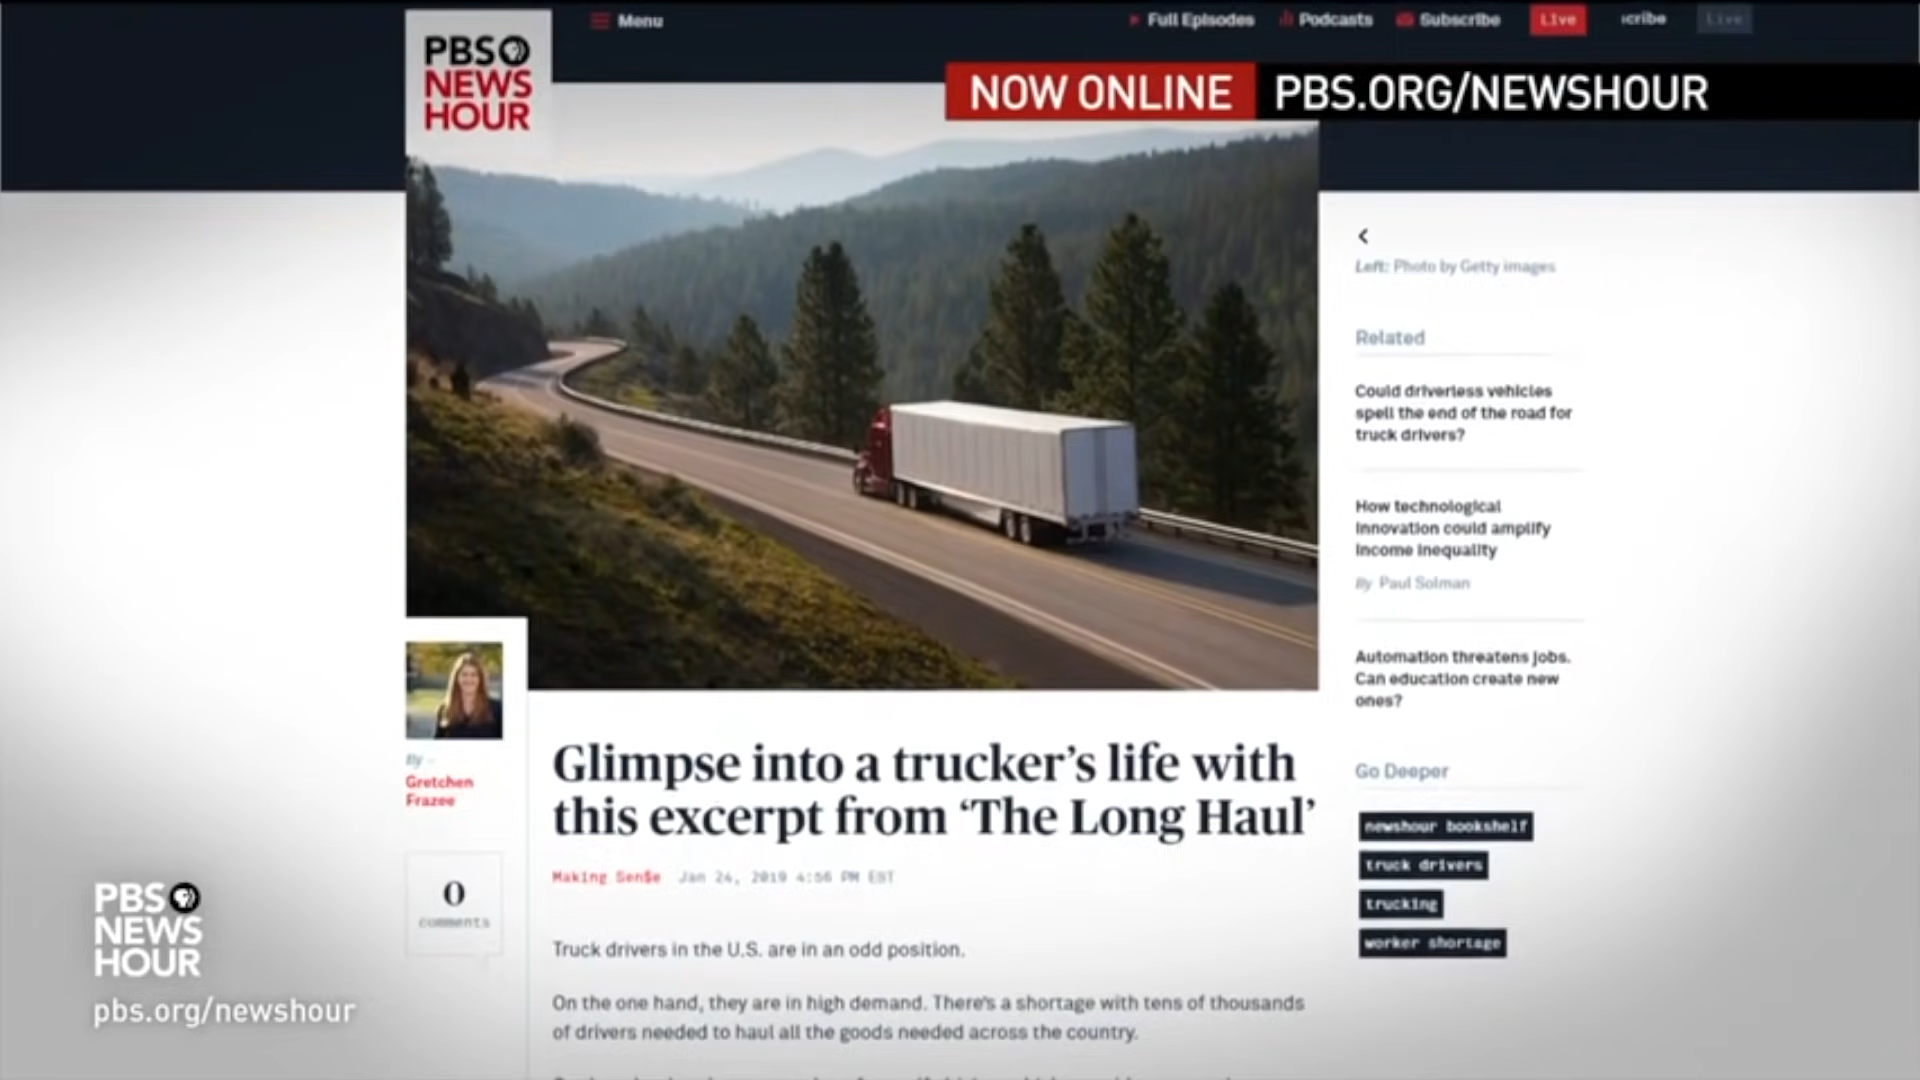 Menu
Full Episodes
Podcasts
Subscribe
Live
cribe
Live
PBS
NEWS
HOUR
NOW ONLINE
PBS.ORG/NEWSHOUR
Left: Photo by Getty images
Related
Could driverless vehicles
spell the end of the road for
truck drivers?
How technological
innovation could amplify
income inequality
By Paul Solman
Automation threatens jobs.
Can education create new
ones?
Go Deeper
newshour bookshelf
truck drivers
trucking
worker shortage
By –
Gretchen
Frazee
0
comments
Glimpse into a trucker’s life with
this excerpt from ‘The Long Haul’
Making Sen$e Jan 24, 2019 4:56 PM EST
Truck drivers in the U.S. are in an odd position.
On the one hand, they are in high demand. There's a shortage with tens of thousands
of drivers needed to haul all the goods needed across the country.
PBS
NEWS
HOUR
pbs.org/newshour